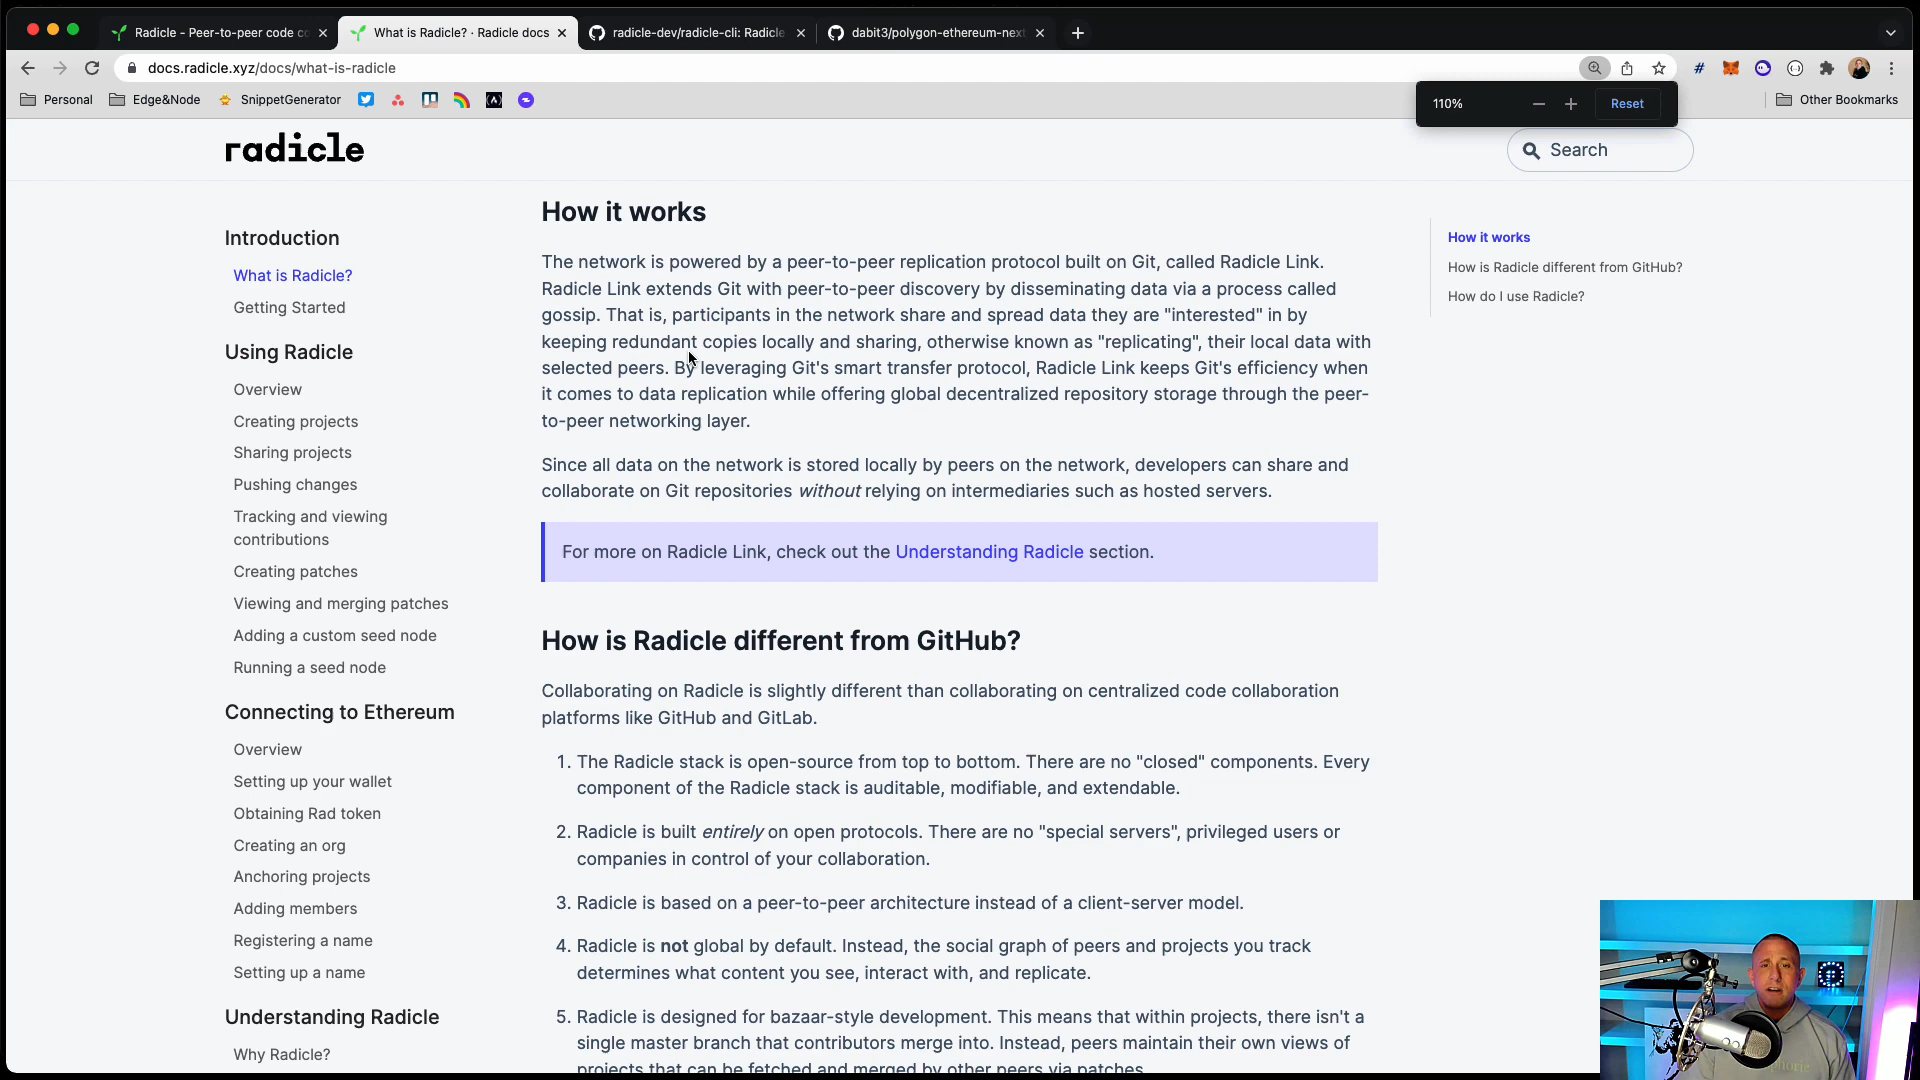 Radicle - Peer-to-peer code co
What is Radicle? · Radicle docs
radicle-dev/radicle-cli: Radicle
dabit3/polygon-ethereum-next
docs.radicle.xyz/docs/what-is-radicle
Personal
Edge&Node
SnippetGenerator
Other Bookmarks
110%
Reset
radicle
Search
Introduction
What is Radicle?
Getting Started
Using Radicle
Overview
Creating projects
Sharing projects
Pushing changes
Tracking and viewing
contributions
Creating patches
Viewing and merging patches
Adding a custom seed node
Running a seed node
Connecting to Ethereum
Overview
Setting up your wallet
Obtaining Rad token
Creating an org
Anchoring projects
Adding members
Registering a name
Setting up a name
Understanding Radicle
Why Radicle?
How it works
The network is powered by a peer-to-peer replication protocol built on Git, called Radicle Link.
Radicle Link extends Git with peer-to-peer discovery by disseminating data via a process called
gossip. That is, participants in the network share and spread data they are "interested" in by
keeping redundant copies locally and sharing, otherwise known as "replicating", their local data with
selected peers. By leveraging Git's smart transfer protocol, Radicle Link keeps Git's efficiency when
it comes to data replication while offering global decentralized repository storage through the peer-
to-peer networking layer.
Since all data on the network is stored locally by peers on the network, developers can share and
collaborate on Git repositories without relying on intermediaries such as hosted servers.
For more on Radicle Link, check out the Understanding Radicle section.
How is Radicle different from GitHub?
Collaborating on Radicle is slightly different than collaborating on centralized code collaboration
platforms like GitHub and GitLab.
1. The Radicle stack is open-source from top to bottom. There are no "closed" components. Every
component of the Radicle stack is auditable, modifiable, and extendable.
2. Radicle is built entirely on open protocols. There are no "special servers", privileged users or
companies in control of your collaboration.
3. Radicle is based on a peer-to-peer architecture instead of a client-server model.
4. Radicle is not global by default. Instead, the social graph of peers and projects you track
determines what content you see, interact with, and replicate.
5. Radicle is designed for bazaar-style development. This means that within projects, there isn't a
single master branch that contributors merge into. Instead, peers maintain their own views of
projects that can be fetched and merged by other peers via patches.
How it works
How is Radicle different from GitHub?
How do I use Radicle?